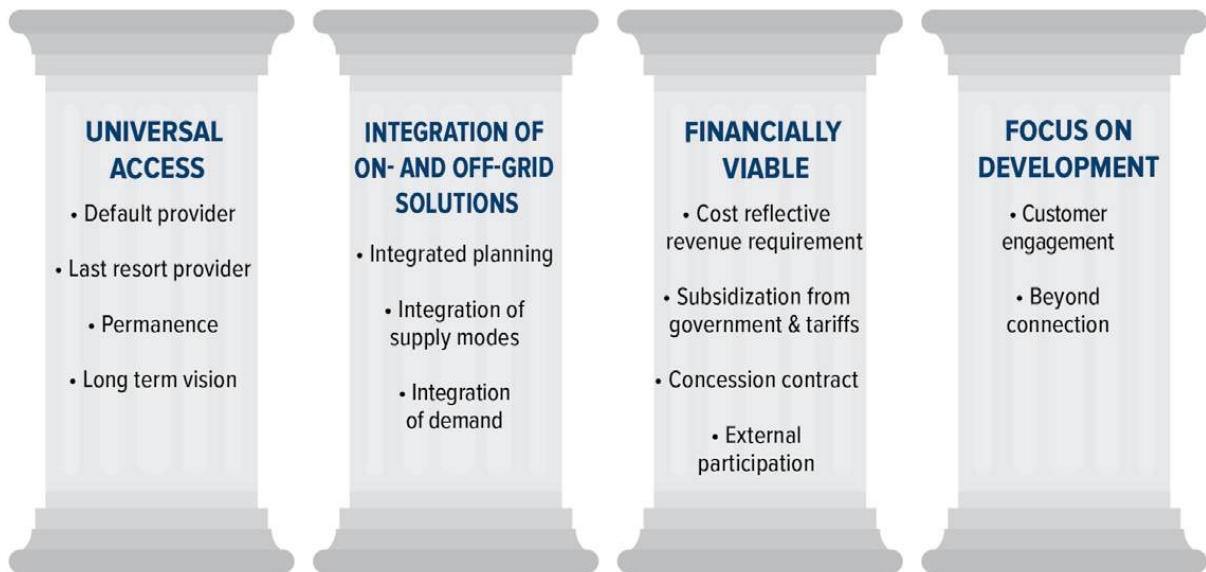 UNIVERSAL
ACCESS
• Default provider
• Last resort provider
• Permanence
• Long term vision
INTEGRATION OF
ON- AND OFF-GRID
SOLUTIONS
• Integrated planning
• Integration of
supply modes
• Integration
of demand
FINANCIALLY
VIABLE
• Cost reflective
revenue requirement
• Subsidization from
government & tariffs
• Concession contract
• External
participation
FOCUS ON
DEVELOPMENT
• Customer
engagement
• Beyond
connection